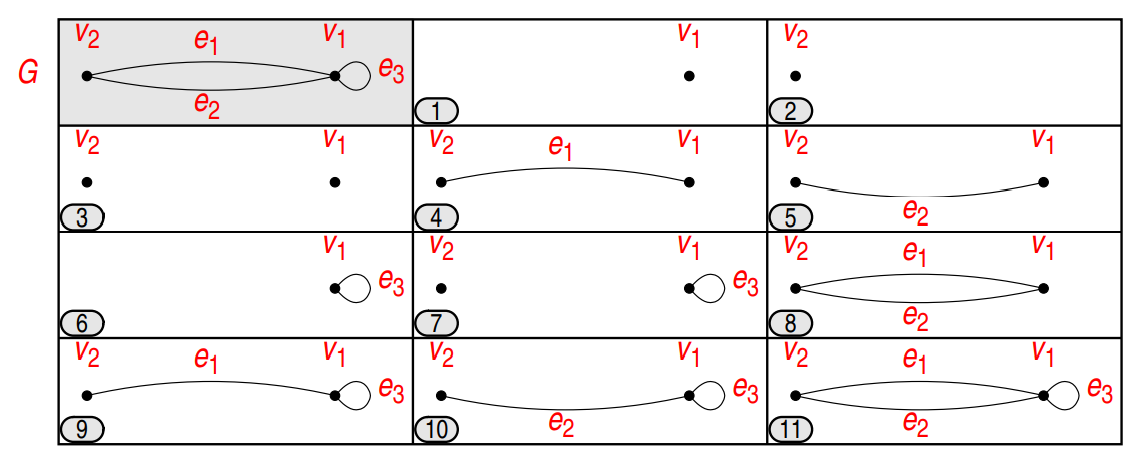 v₂ e₁ v₁ v₁ v₂
G e₃
e₂ 1 2
v₂ v₁ v₂ e₁ v₁ v₂ v₁
3 4 5 e₂
v₁ v₂ v₁ v₂ e₁ v₁
e₃ e₃
6 7 8 e₂
v₂ e₁ v₁ v₂ v₁ v₂ e₁ v₁
e₃ e₃ e₃
9 10 e₂ 11 e₂